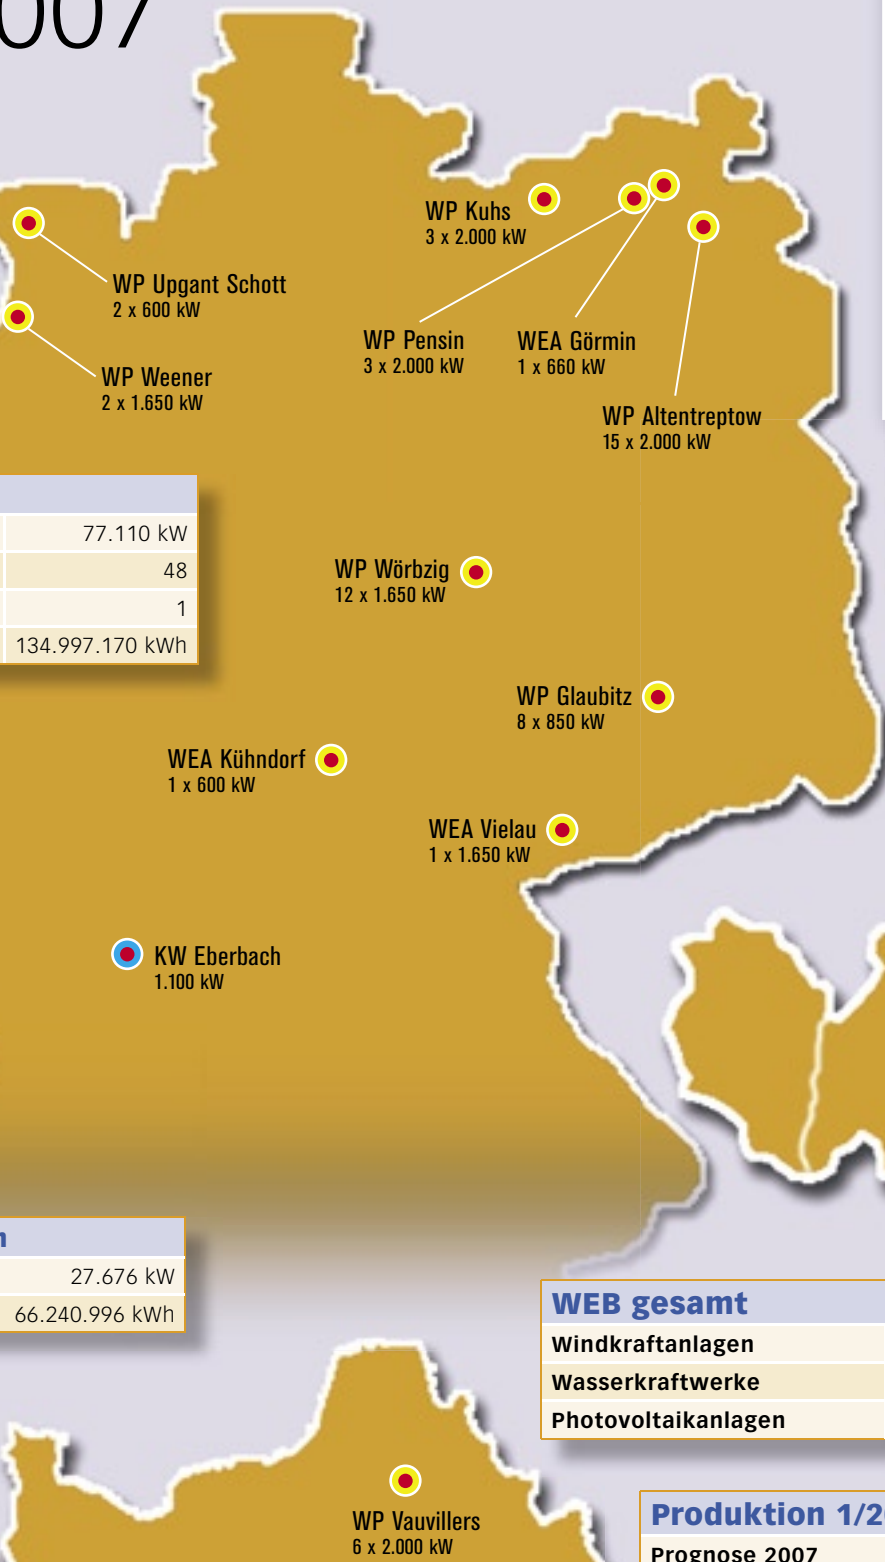 007
WP Kuhs
3 x 2.000 kW
WP Upgant Schott
2 x 600 kW
WP Pensin
3 x 2.000 kW
WEA Görmin
1 x 660 kW
WP Weener
2 x 1.650 kW
WP Altentreptow
15 x 2.000 kW
77.110 kW
48
1
134.997.170 kWh
WP Wörbzig
12 x 1.650 kW
WP Glaubitz
8 x 850 kW
WEA Kühndorf
1 x 600 kW
WEA Vielau
1 x 1.650 kW
KW Eberbach
1.100 kW
n
27.676 kW
66.240.996 kWh
WEB gesamt
Windkraftanlagen
Wasserkraftwerke
Photovoltaikanlagen
WP Vauvillers
6 x 2.000 kW
Produktion 1/2
Prognose 2007